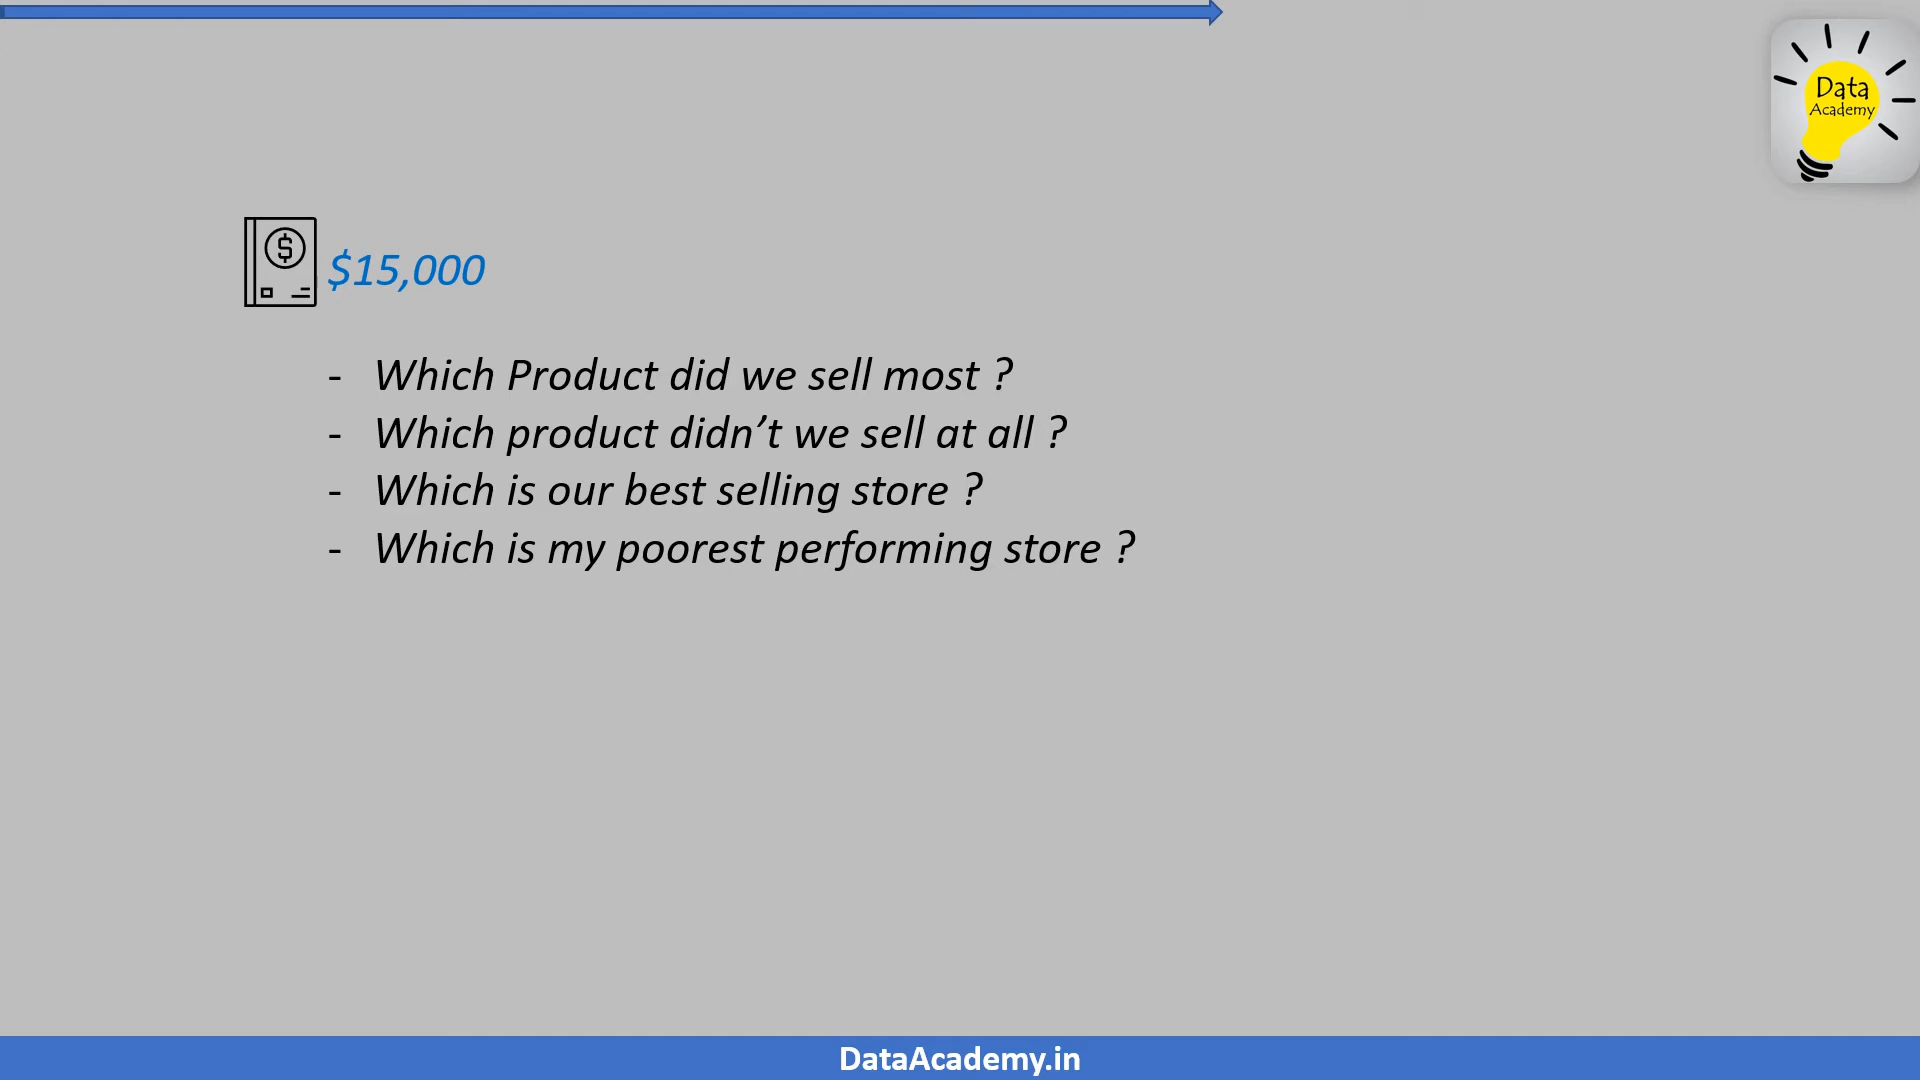 Data
Academy
$15,000
- Which Product did we sell most ?
- Which product didn’t we sell at all ?
- Which is our best selling store ?
- Which is my poorest performing store ?
DataAcademy.in